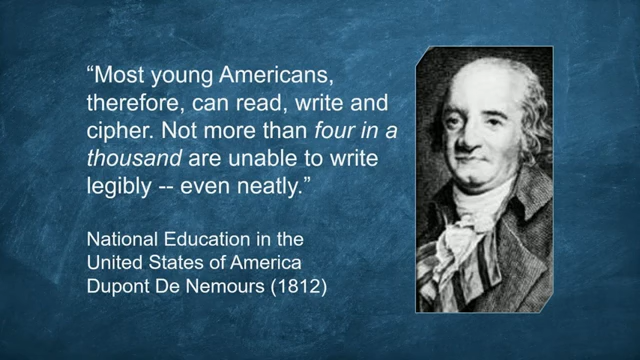 “Most young Americans,
therefore, can read, write and
cipher. Not more than four in a
thousand are unable to write
legibly -- even neatly.”
National Education in the
United States of America
Dupont De Nemours (1812)